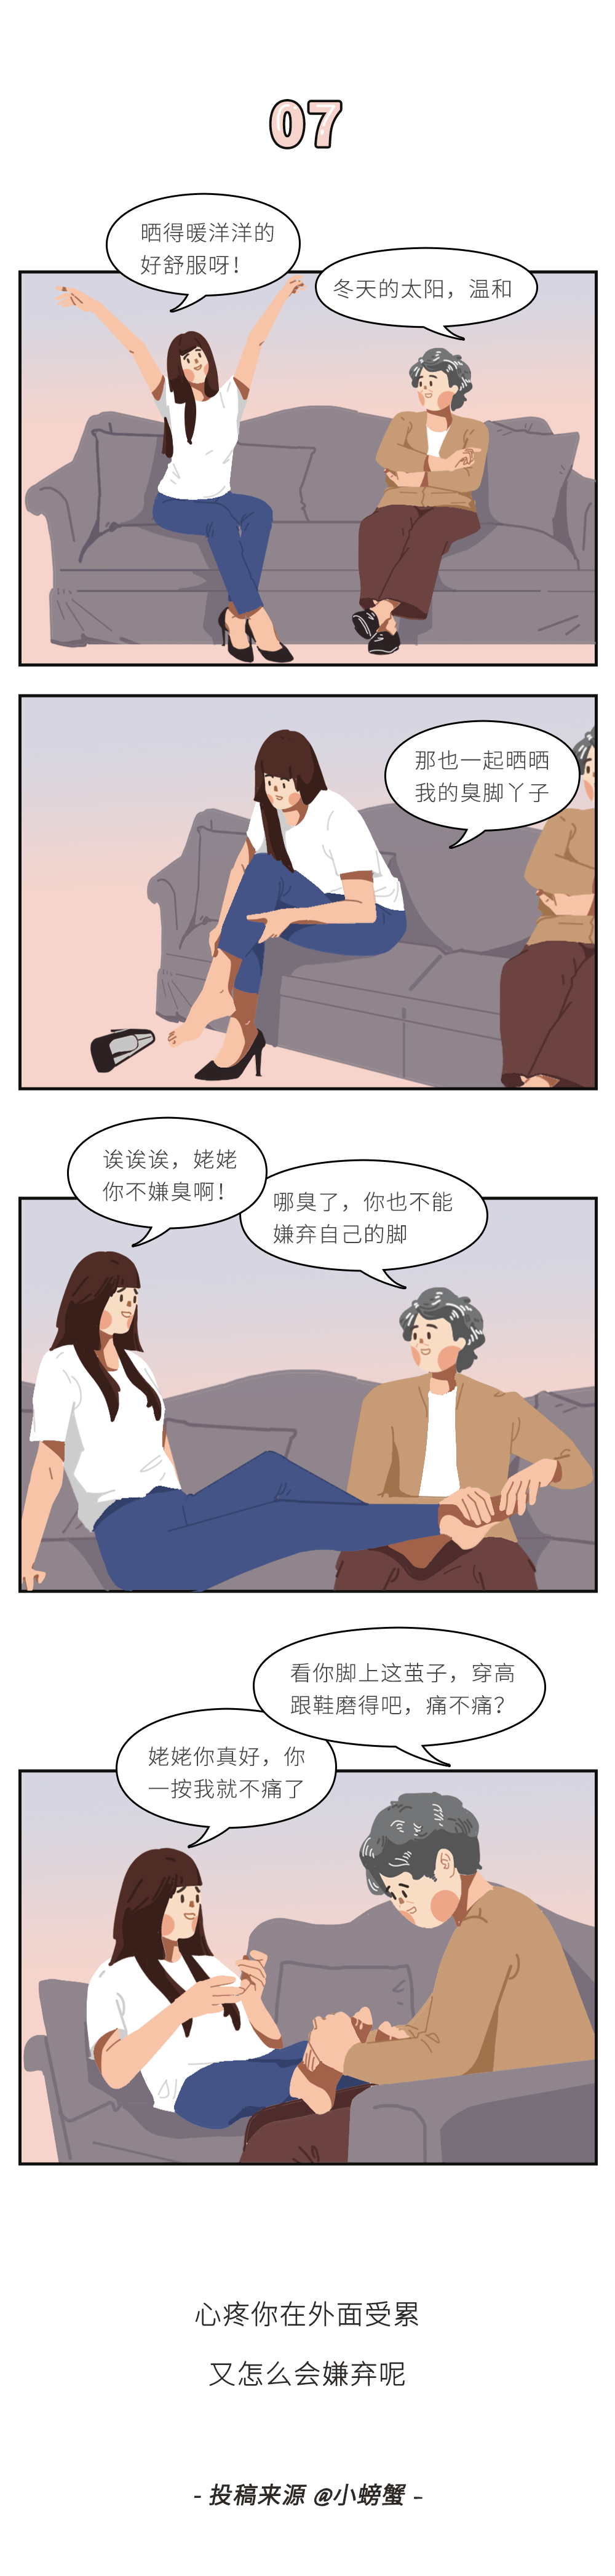 07
晒得暖洋洋的
好舒服呀！
冬天的太阳，温和
那也一起晒晒
我的臭脚丫子
诶诶诶，姥姥
你不嫌臭啊！
哪臭了，你也不能
嫌弃自己的脚
看你脚上这茧子，穿高
跟鞋磨得吧，痛不痛？
姥姥你真好，你
一按我就不痛了
心疼你在外面受累
又怎么会嫌弃呢
- 投稿来源 @小螃蟹 -